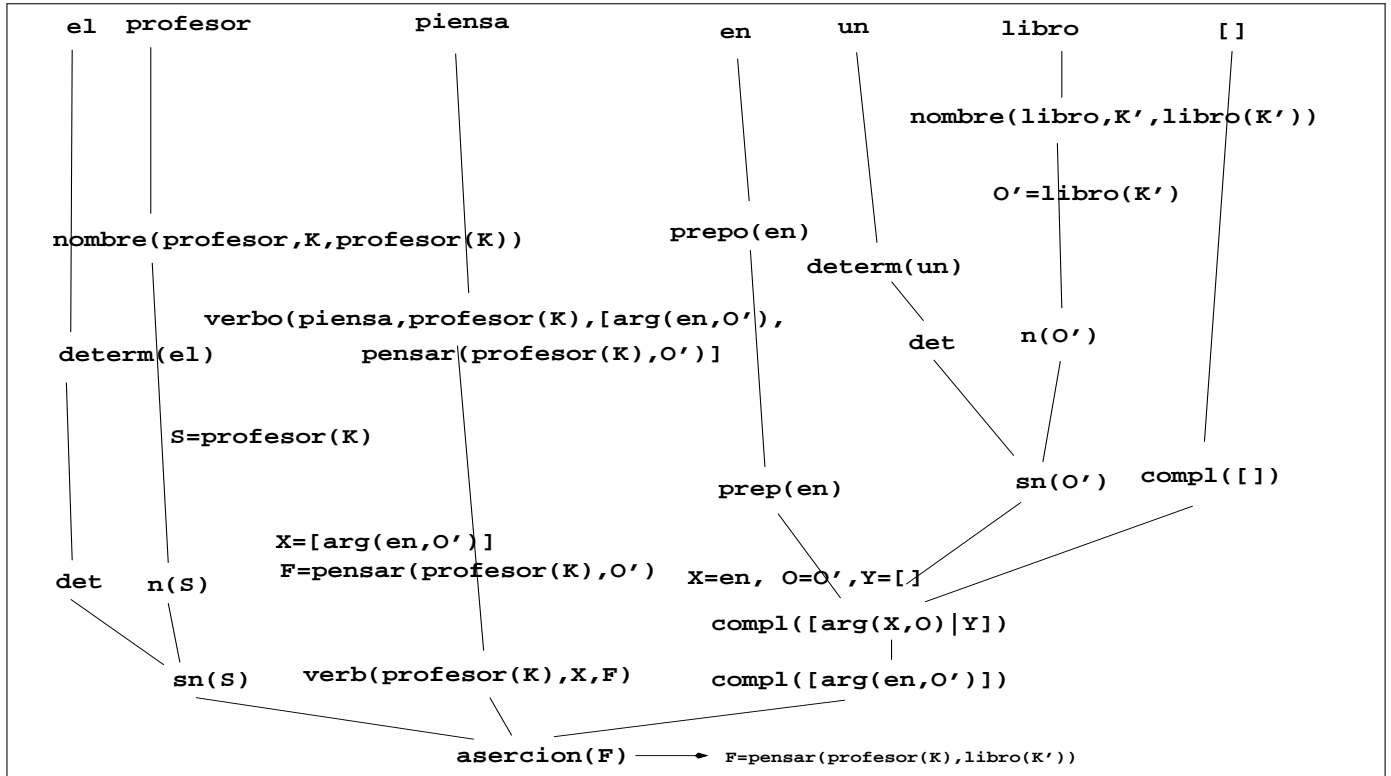 el profesor piensa en un libro []
nombre(libro,K′,libro(K′))
O′=libro(K′)
nombre(profesor,K,profesor(K))
prepo(en)
determ(un)
verbo(piensa,profesor(K),[arg(en,O′),
pensar(profesor(K),O′)]
determ(el)
det
n(O′)
S=profesor(K)
prep(en)
sn(O′)
compl([])
X=[arg(en,O′)]
F=pensar(profesor(K),O′)
X=en, O=O′,Y=[]
det
n(S)
compl([arg(X,O)|Y])
sn(S)
verb(profesor(K),X,F)
compl([arg(en,O′)])
asercion(F)
F=pensar(profesor(K),libro(K′))